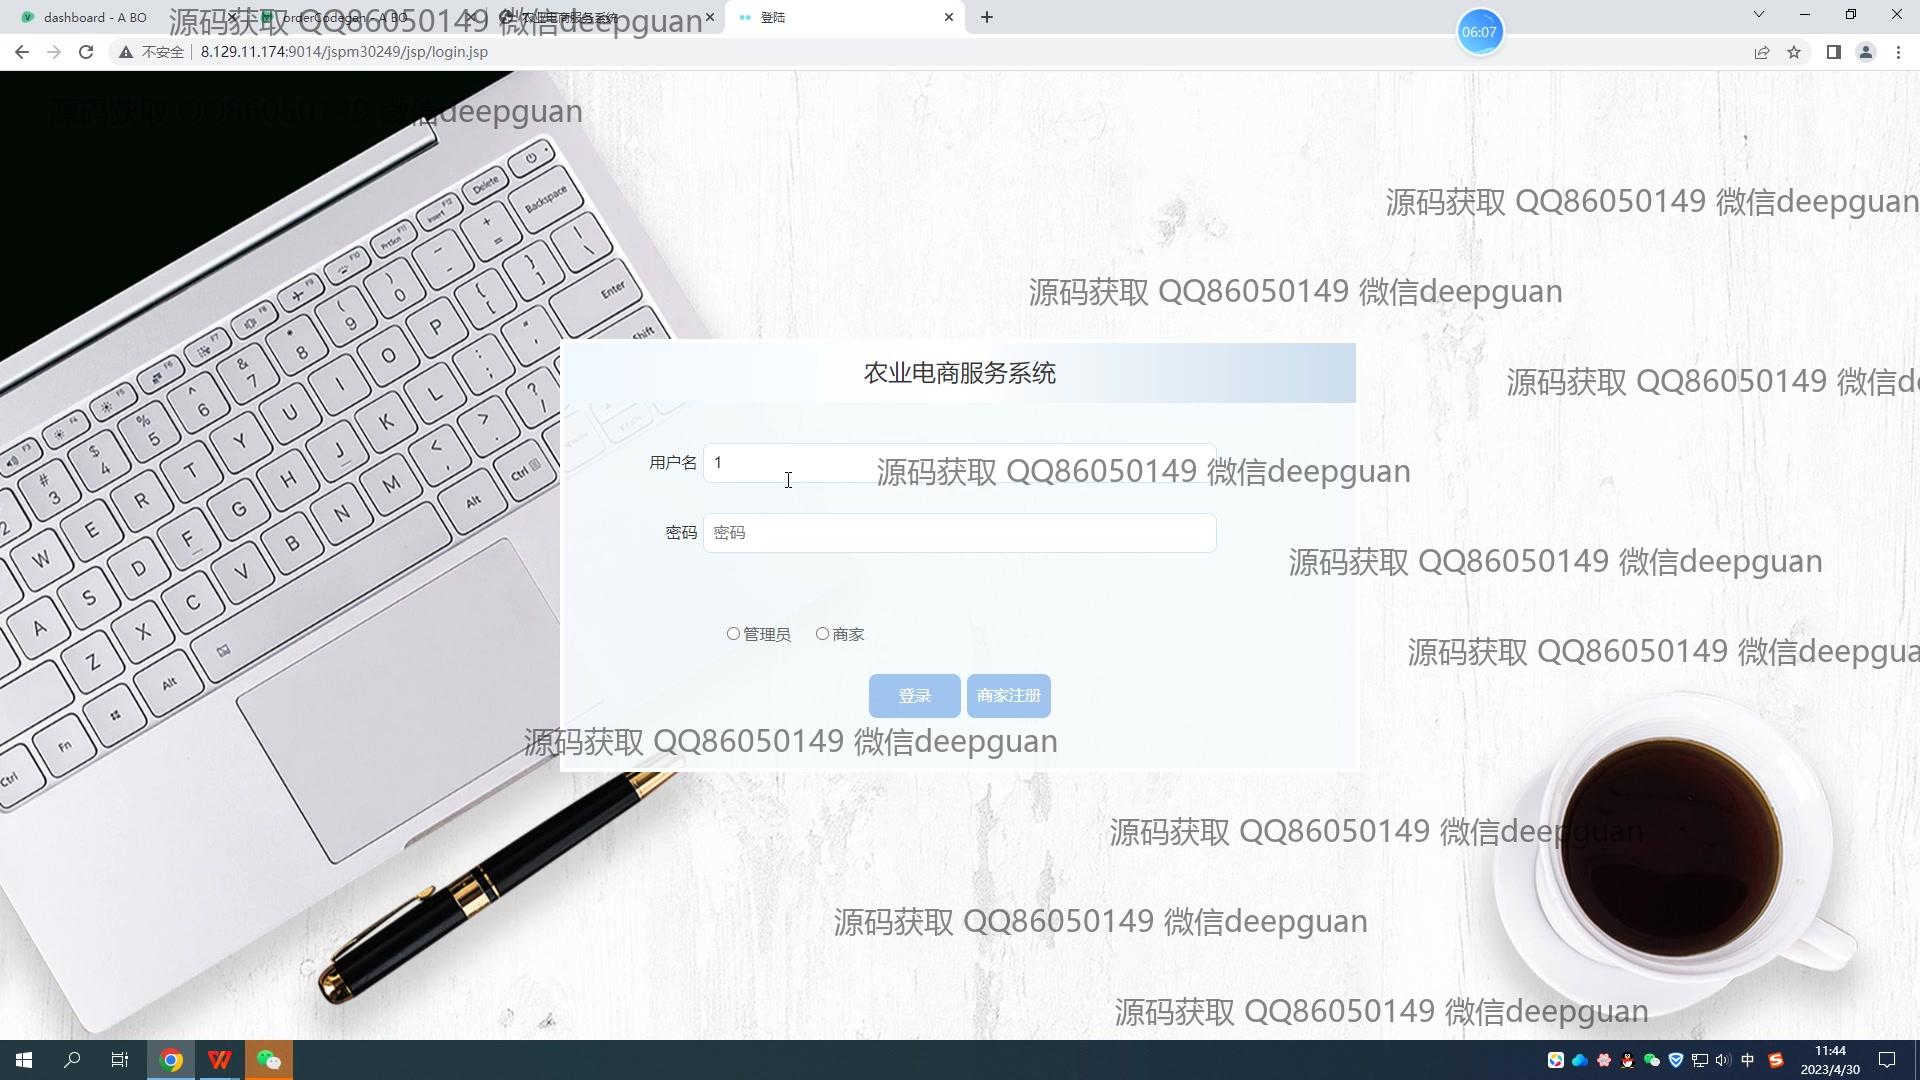 dashboard - A BO
orderCodegen - A BO
农业电商服务系统
登陆
源码获取 QQ86050149 微信deepguan
06:07
不安全
8.129.11.174:9014/jspm30249/jsp/login.jsp
源码获取 QQ86050149 微信deepguan
源码获取 QQ86050149 微信deepguan
源码获取 QQ86050149 微信deepguan
农业电商服务系统
源码获取 QQ86050149 微信d
用户名
1
源码获取 QQ86050149 微信deepguan
密码
密码
源码获取 QQ86050149 微信deepguan
管理员
商家
源码获取 QQ86050149 微信deepgua
登录
商家注册
源码获取 QQ86050149 微信deepguan
源码获取 QQ86050149 微信deepguan
源码获取 QQ86050149 微信deepguan
源码获取 QQ86050149 微信deepguan
Delete
Backspace
Enter
Shift
Ctrl
Alt
Fn
Alt
Ctrl
中
11:44
2023/4/30